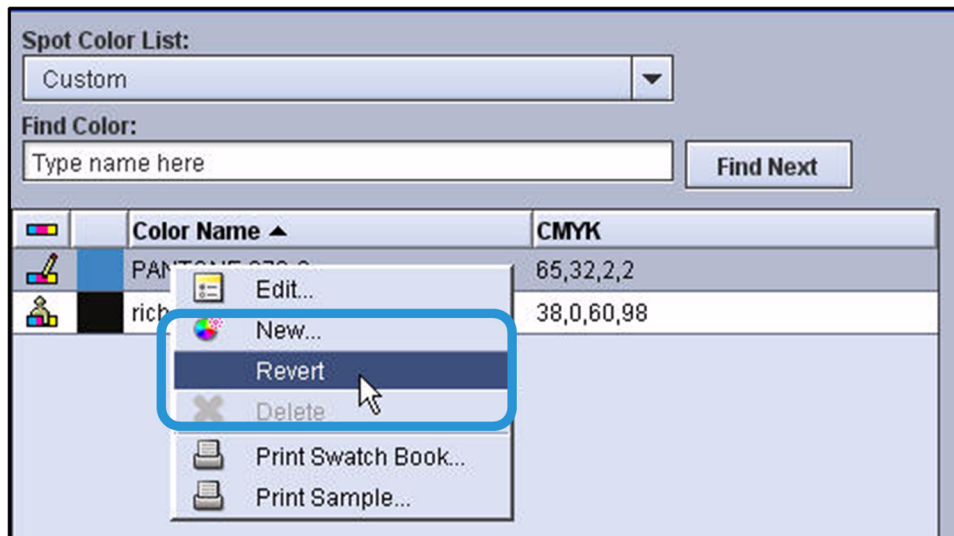 Spot Color List:
Custom
Find Color:
Type name here
Find Next
Color Name CMYK
65,32,2,2
rich 38,0,60,98
Edit...
New...
Revert
Delete
Print Swatch Book...
Print Sample...